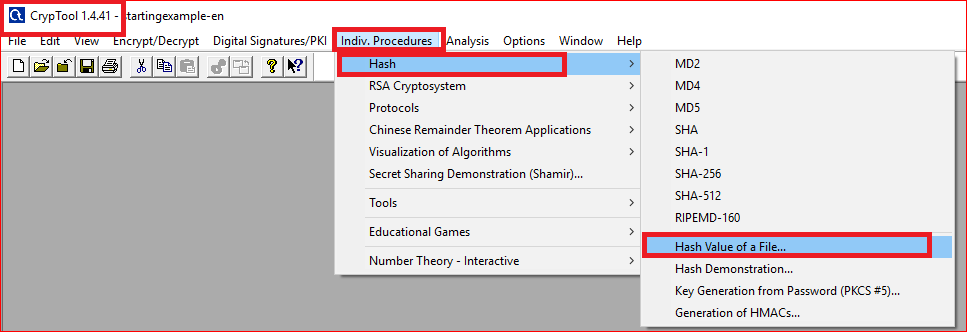 CrypTool 1.4.41 - startingexample-en
File Edit View Encrypt/Decrypt Digital Signatures/PKI Indiv. Procedures Analysis Options Window Help
Hash
RSA Cryptosystem
Protocols
Chinese Remainder Theorem Applications
Visualization of Algorithms
Secret Sharing Demonstration (Shamir)...
Tools
Educational Games
Number Theory - Interactive
MD2
MD4
MD5
SHA
SHA-1
SHA-256
SHA-512
RIPEMD-160
Hash Value of a File...
Hash Demonstration...
Key Generation from Password (PKCS #5)...
Generation of HMACs...